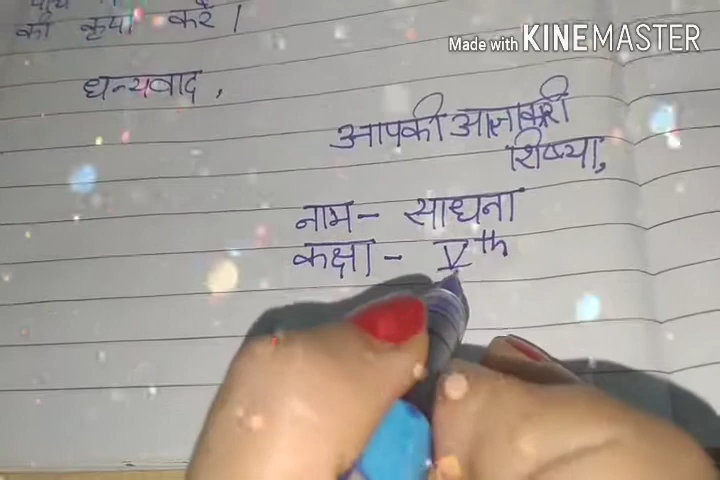 Made with KINEMASTER
की कृपा करें।
धन्यवाद,
आपकी आज्ञाकारी
शिष्या,
नाम- साधना
कक्षा- Vth